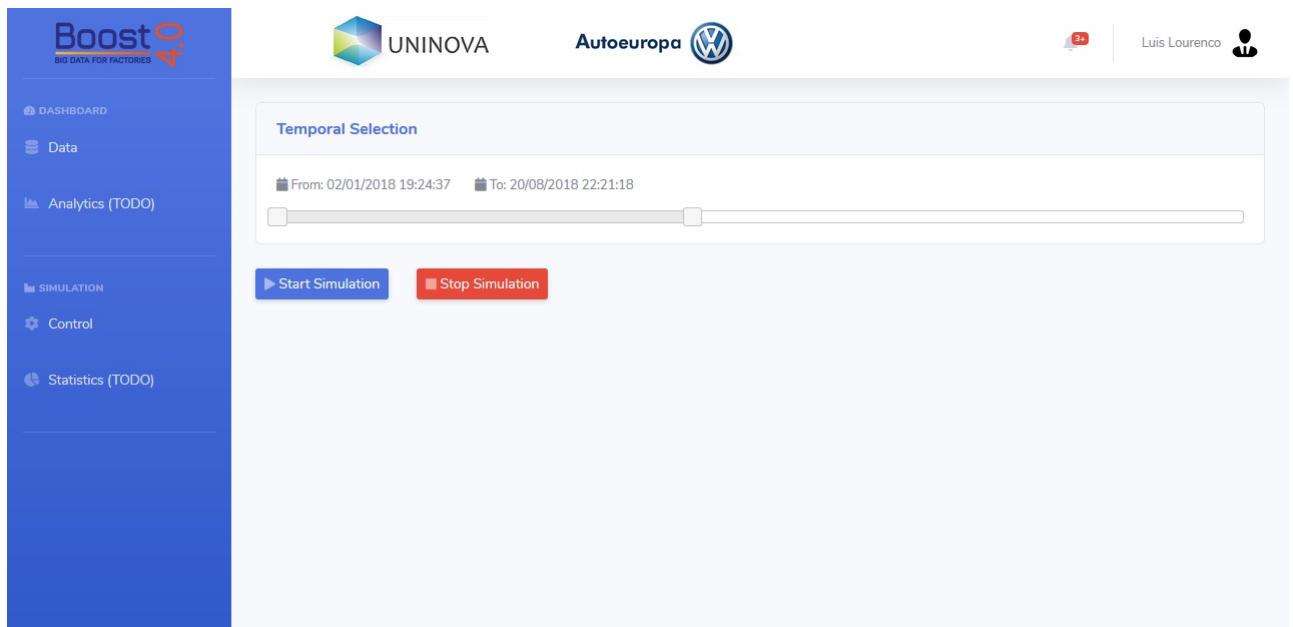 Boost 4.0
BIG DATA FOR FACTORIES
UNINOVA
Autoeuropa
3+
Luis Lourenco
DASHBOARD
Data
Analytics (TODO)
SIMULATION
Control
Statistics (TODO)
Temporal Selection
From: 02/01/2018 19:24:37 To: 20/08/2018 22:21:18
Start Simulation Stop Simulation